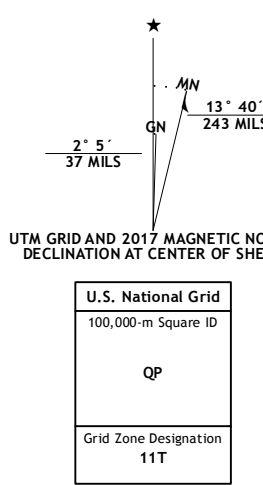 ★
MN
GN
13° 40´
243 MILS
2° 5´
37 MILS
UTM GRID AND 2017 MAGNETIC NO
DECLINATION AT CENTER OF SHE
U.S. National Grid
100,000-m Square ID
QP
Grid Zone Designation
11T